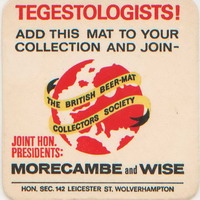 TEGESTOLOGISTS!
ADD THIS MAT TO YOUR
COLLECTION AND JOIN-
THE BRITISH BEER-MAT
COLLECTORS SOCIETY
JOINT HON.
PRESIDENTS:
MORECAMBE and WISE
HON. SEC. 142 LEICESTER ST. WOLVERHAMPTON